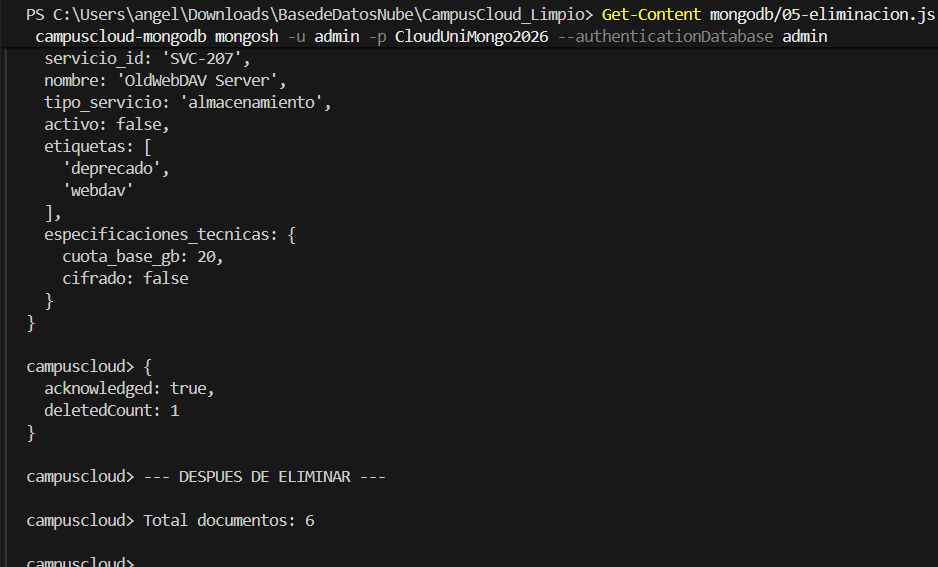 PS C:\Users\angel\Downloads\BasedeDatosNube\CampusCloud_Limpio> Get-Content mongodb/05-eliminacion.js
campuscloud-mongodb mongosh -u admin -p CloudUniMongo2026 --authenticationDatabase admin
servicio_id: 'SVC-207',
nombre: 'OldWebDAV Server',
tipo_servicio: 'almacenamiento',
activo: false,
etiquetas: [
'deprecado',
'webdav'
],
especificaciones_tecnicas: {
cuota_base_gb: 20,
cifrado: false
}
}
campuscloud> {
acknowledged: true,
deletedCount: 1
}
campuscloud> --- DESPUES DE ELIMINAR ---
campuscloud> Total documentos: 6
campuscloud>